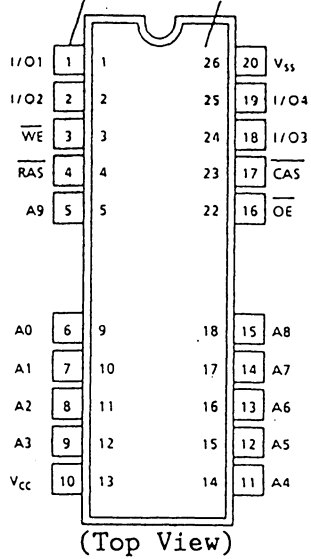 I/O1 1 1 26 20 Vss
I/O2 2 2 25 19 I/O4
WE 3 3 24 18 I/O3
RAS 4 4 23 17 CAS
A9 5 5 22 16 OE
A0 6 9 18 15 A8
A1 7 10 17 14 A7
A2 8 11 16 13 A6
A3 9 12 15 12 A5
Vcc 10 13 14 11 A4
(Top View)